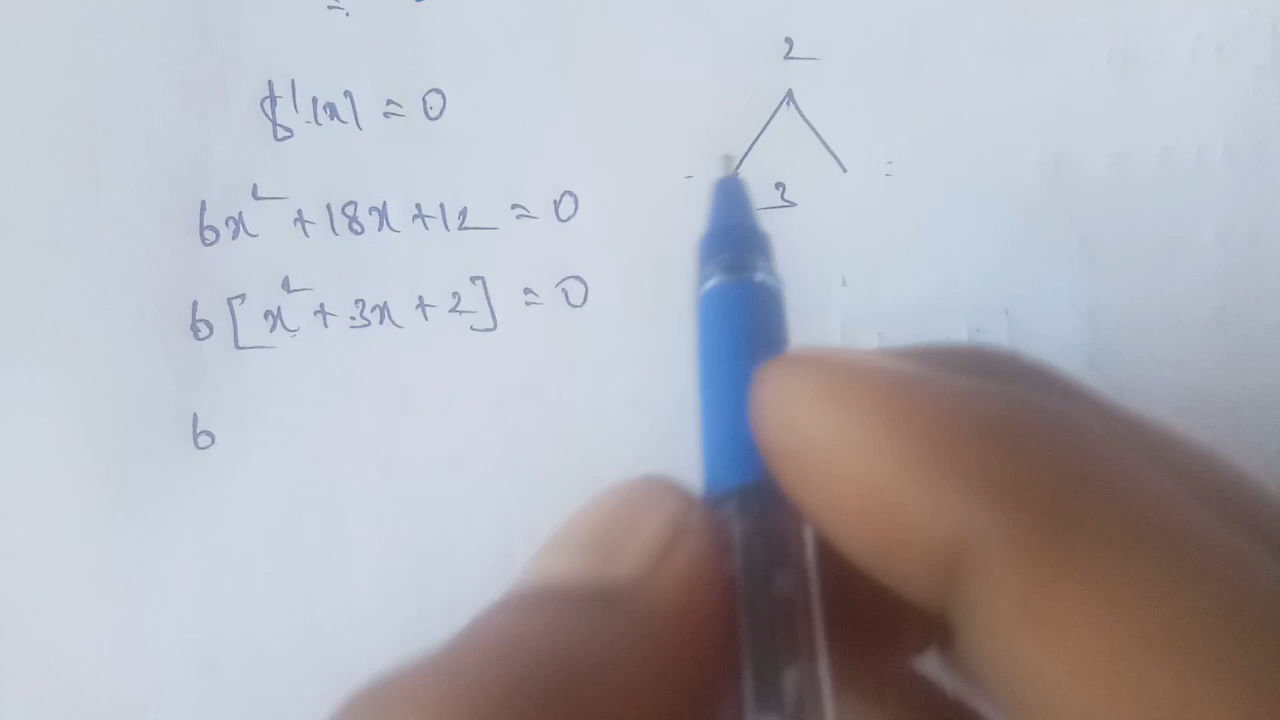 f'(x) = 0
6x² + 18x + 12 = 0
6[x² + 3x + 2] = 0
6
2
3